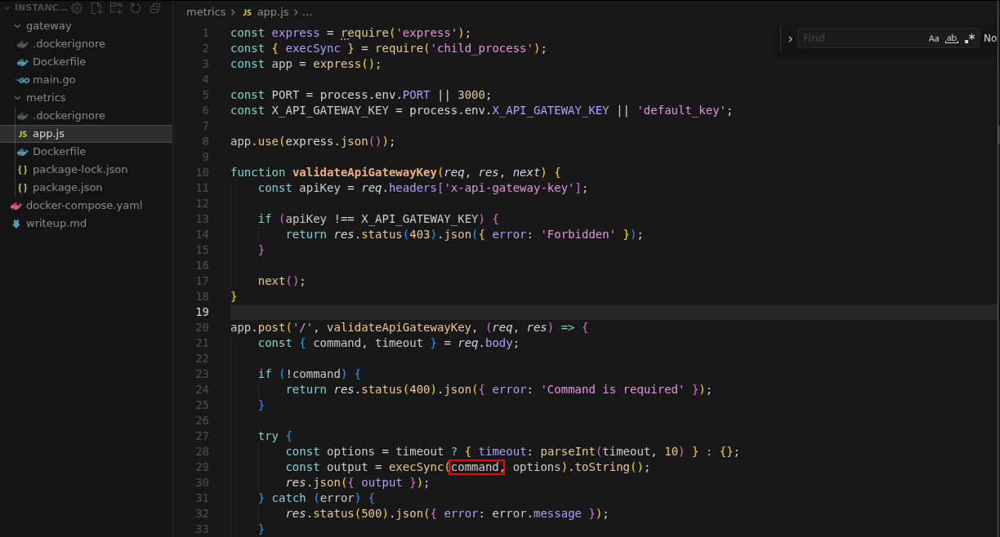 INSTANC...
gateway
.dockerignore
Dockerfile
main.go
metrics
.dockerignore
JS app.js
Dockerfile
{} package-lock.json
{} package.json
docker-compose.yaml
writeup.md
metrics > JS app.js > ...
Find Aa ab .* No
1 const express = require('express');
2 const { execSync } = require('child_process');
3 const app = express();
4
5 const PORT = process.env.PORT || 3000;
6 const X_API_GATEWAY_KEY = process.env.X_API_GATEWAY_KEY || 'default_key';
7
8 app.use(express.json());
9
10 function validateApiGatewayKey(req, res, next) {
11     const apiKey = req.headers['x-api-gateway-key'];
12
13     if (apiKey !== X_API_GATEWAY_KEY) {
14         return res.status(403).json({ error: 'Forbidden' });
15     }
16
17     next();
18 }
19
20 app.post('/', validateApiGatewayKey, (req, res) => {
21     const { command, timeout } = req.body;
22
23     if (!command) {
24         return res.status(400).json({ error: 'Command is required' });
25     }
26
27     try {
28         const options = timeout ? { timeout: parseInt(timeout, 10) } : {};
29         const output = execSync(command, options).toString();
30         res.json({ output });
31     } catch (error) {
32         res.status(500).json({ error: error.message });
33     }